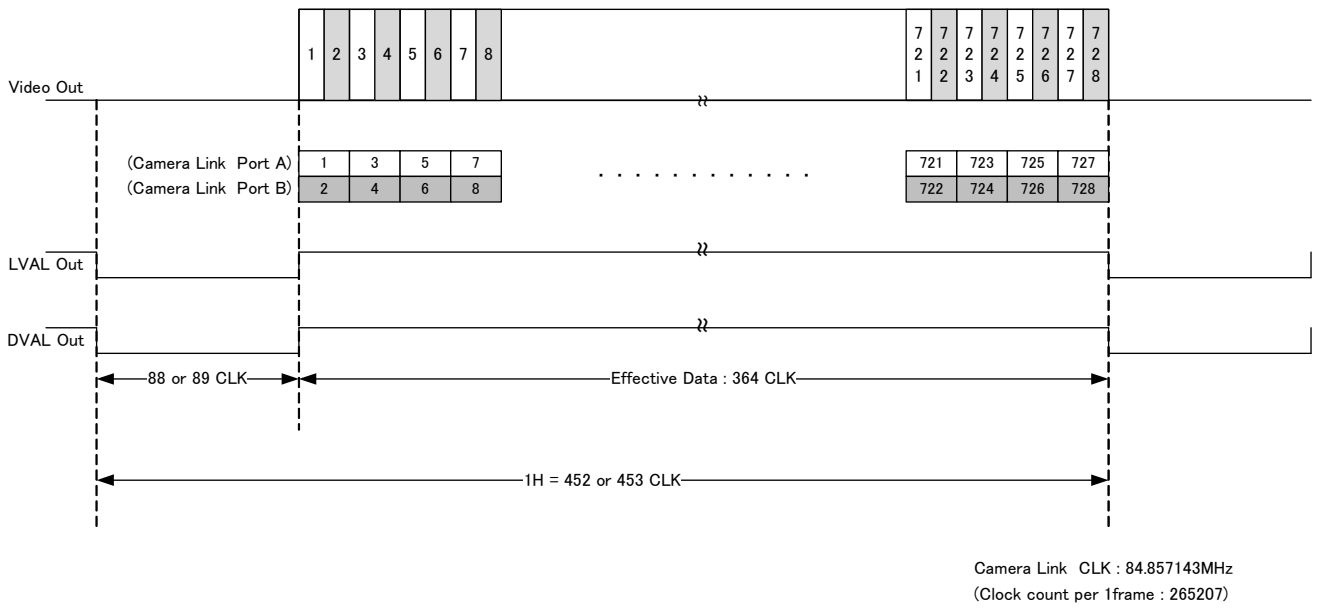 1 2 3 4 5 6 7 8 721 722 723 724 725 726 727 728
Video Out
(Camera Link Port A) 1 3 5 7 . . . . . . . . . . . . 721 723 725 727
(Camera Link Port B) 2 4 6 8 722 724 726 728
LVAL Out
DVAL Out
88 or 89 CLK Effective Data : 364 CLK
1H = 452 or 453 CLK
Camera Link CLK : 84.857143MHz
(Clock count per 1frame : 265207)